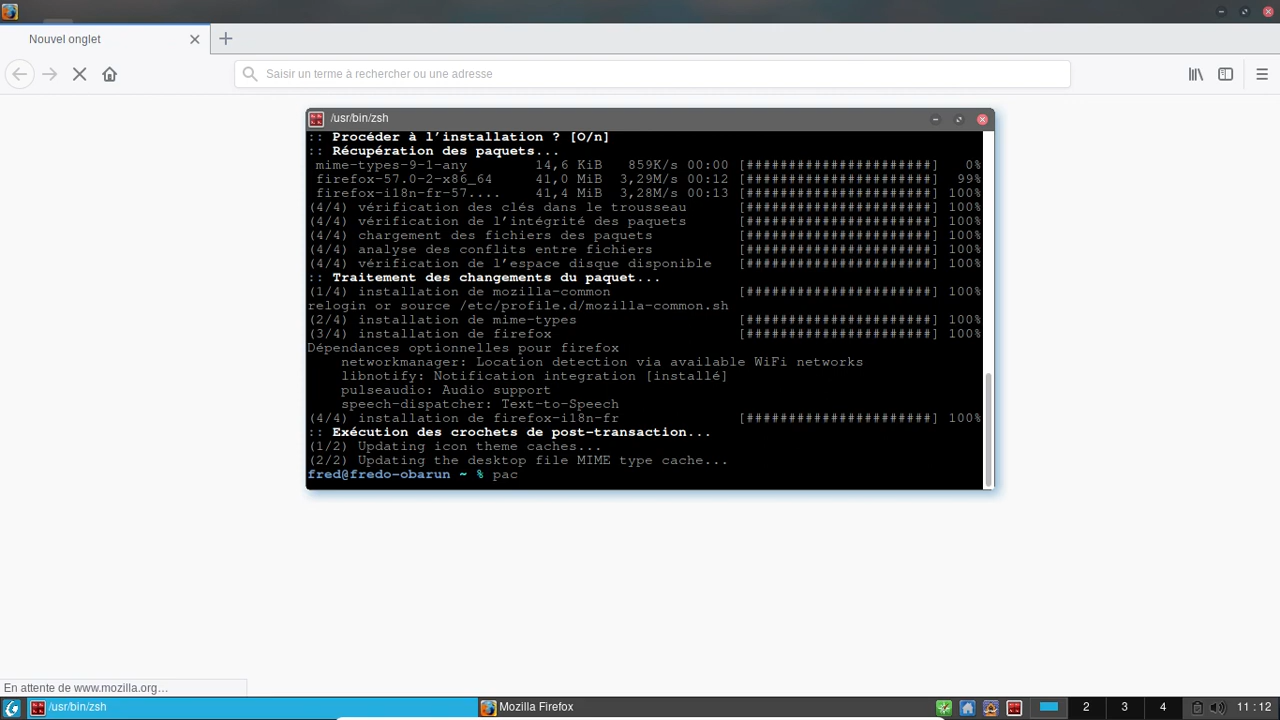 Nouvel onglet
Saisir un terme à rechercher ou une adresse
/usr/bin/zsh
:: Procéder à l'installation ? [O/n]
:: Récupération des paquets...
mime-types-9-1-any 14,6 KiB 859K/s 00:00 [######################] 0%
firefox-57.0-2-x86_64 41,0 MiB 3,29M/s 00:12 [######################] 99%
firefox-i18n-fr-57.... 41,4 MiB 3,28M/s 00:13 [######################] 100%
(4/4) vérification des clés dans le trousseau [######################] 100%
(4/4) vérification de l'intégrité des paquets [######################] 100%
(4/4) chargement des fichiers des paquets [######################] 100%
(4/4) analyse des conflits entre fichiers [######################] 100%
(4/4) vérification de l'espace disque disponible [######################] 100%
:: Traitement des changements du paquet...
(1/4) installation de mozilla-common [######################] 100%
relogin or source /etc/profile.d/mozilla-common.sh
(2/4) installation de mime-types [######################] 100%
(3/4) installation de firefox [######################] 100%
Dépendances optionnelles pour firefox
networkmanager: Location detection via available WiFi networks
libnotify: Notification integration [installé]
pulseaudio: Audio support
speech-dispatcher: Text-to-Speech
(4/4) installation de firefox-i18n-fr [######################] 100%
:: Exécution des crochets de post-transaction...
(1/2) Updating icon theme caches...
(2/2) Updating the desktop file MIME type cache...
fred@fredo-obarun ~ % pac
En attente de www.mozilla.org…
/usr/bin/zsh Mozilla Firefox 2 3 4 11:12